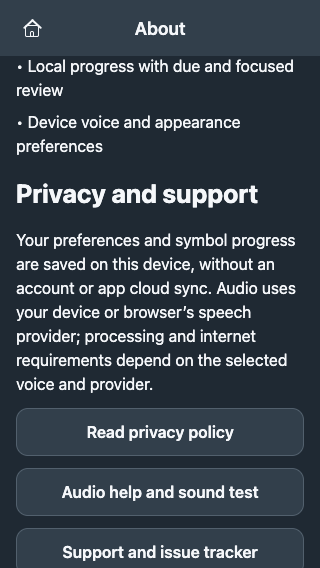 About
• Local progress with due and focused
review
• Device voice and appearance
preferences
Privacy and support
Your preferences and symbol progress
are saved on this device, without an
account or app cloud sync. Audio uses
your device or browser’s speech
provider; processing and internet
requirements depend on the selected
voice and provider.
Read privacy policy
Audio help and sound test
Support and issue tracker